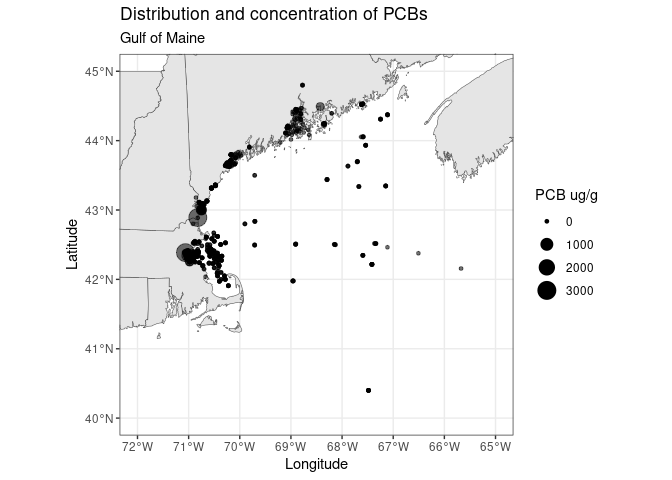 Distribution and concentration of PCBs
Gulf of Maine
45°N
44°N
43°N
42°N
41°N
40°N
Latitude
72°W 71°W 70°W 69°W 68°W 67°W 66°W 65°W
Longitude
PCB ug/g
0
1000
2000
3000